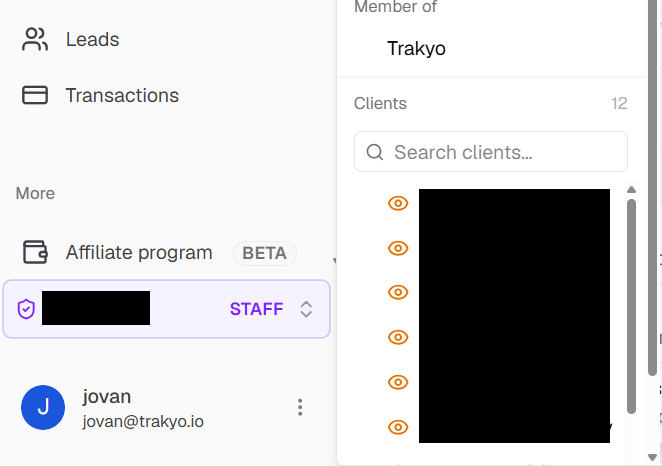 Leads
Transactions
More
Affiliate program BETA
STAFF
J
jovan
jovan@trakyo.io
Member of
Trakyo
Clients 12
Search clients...